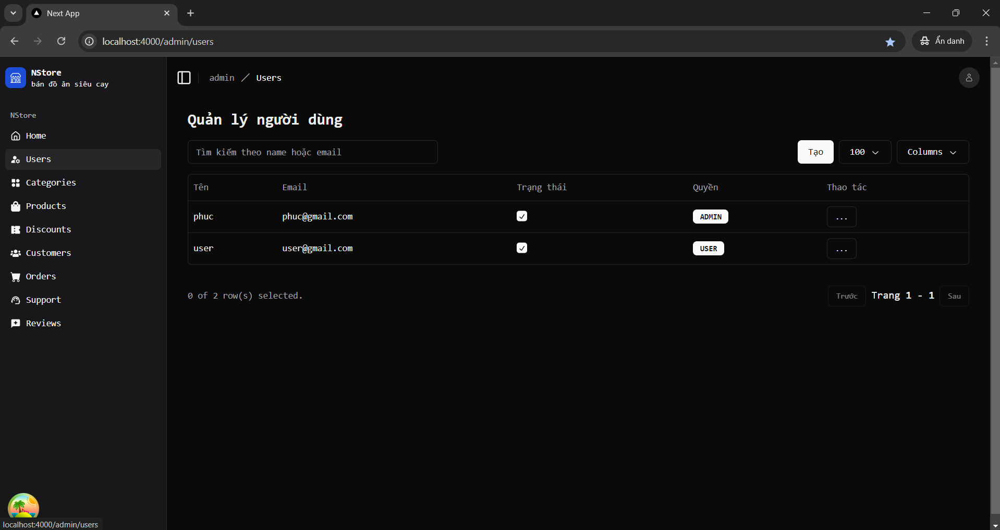 Next App
localhost:4000/admin/users
Ẩn danh
NStore
bán đồ ăn siêu cay
NStore
Home
Users
Categories
Products
Discounts
Customers
Orders
Support
Reviews
admin / Users
Quản lý người dùng
Tìm kiếm theo name hoặc email
Tạo
100
Columns
Tên Email Trạng thái Quyền Thao tác
phuc phuc@gmail.com ADMIN ...
user user@gmail.com USER ...
0 of 2 row(s) selected.
Trước Trang 1 - 1 Sau
localhost:4000/admin/users